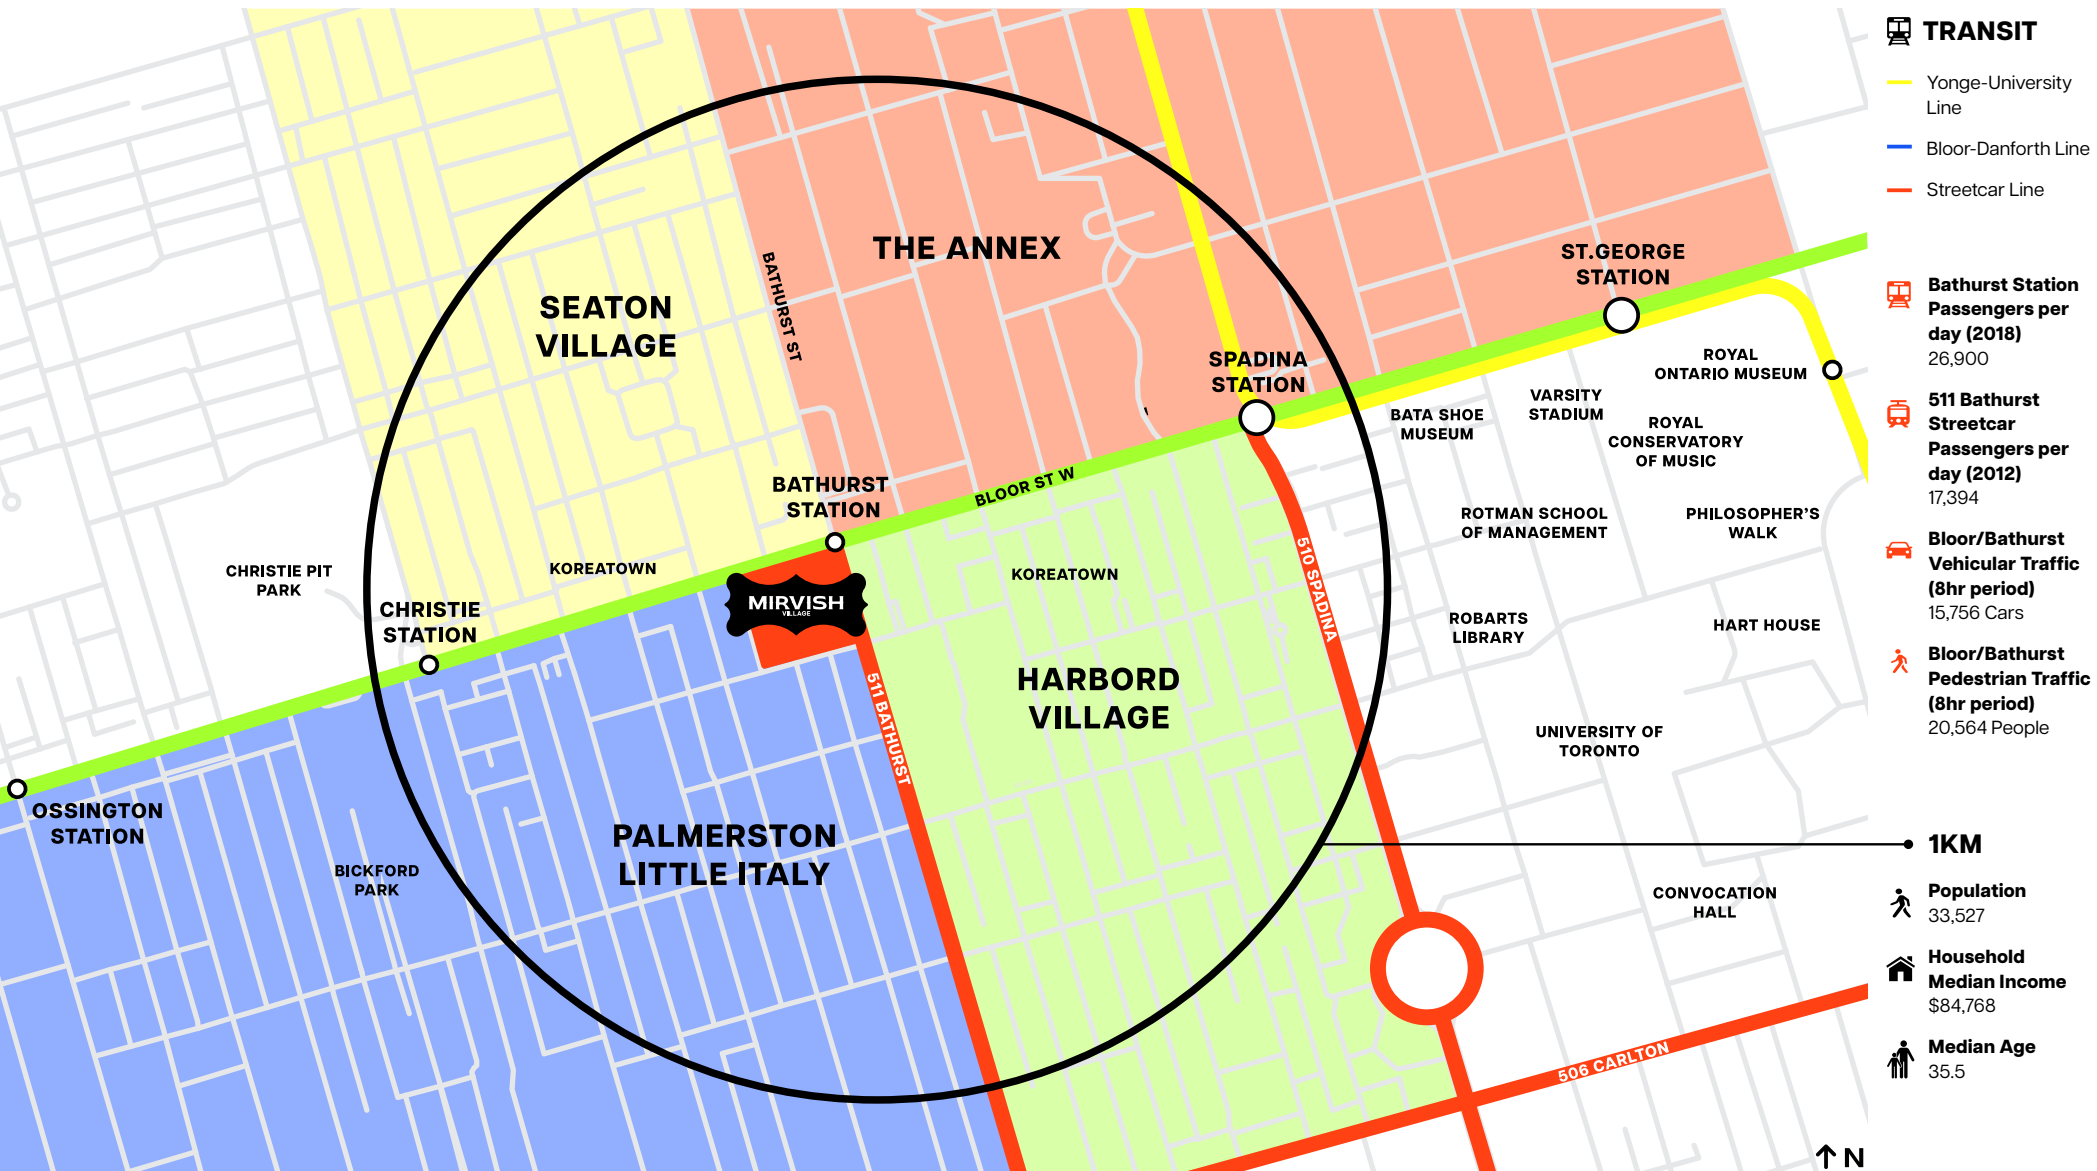 THE ANNEX
SEATON
VILLAGE
BATHURST ST
ST.GEORGE
STATION
SPADINA
STATION
ROYAL
ONTARIO MUSEUM
VARSITY
STADIUM
BATA SHOE
MUSEUM
ROYAL
CONSERVATORY
OF MUSIC
BATHURST
STATION
BLOOR ST W
ROTMAN SCHOOL
OF MANAGEMENT
PHILOSOPHER'S
WALK
510 SPADINA
CHRISTIE PIT
PARK
KOREATOWN
KOREATOWN
MIRVISH
VILLAGE
CHRISTIE
STATION
ROBARTS
LIBRARY
HART HOUSE
HARBORD
VILLAGE
511 BATHURST
UNIVERSITY OF
TORONTO
OSSINGTON
STATION
PALMERSTON
LITTLE ITALY
BICKFORD
PARK
CONVOCATION
HALL
506 CARLTON
N
TRANSIT
Yonge-University
Line
Bloor-Danforth Line
Streetcar Line
Bathurst Station
Passengers per
day (2018)
26,900
511 Bathurst
Streetcar
Passengers per
day (2012)
17,394
Bloor/Bathurst
Vehicular Traffic
(8hr period)
15,756 Cars
Bloor/Bathurst
Pedestrian Traffic
(8hr period)
20,564 People
1KM
Population
33,527
Household
Median Income
$84,768
Median Age
35.5